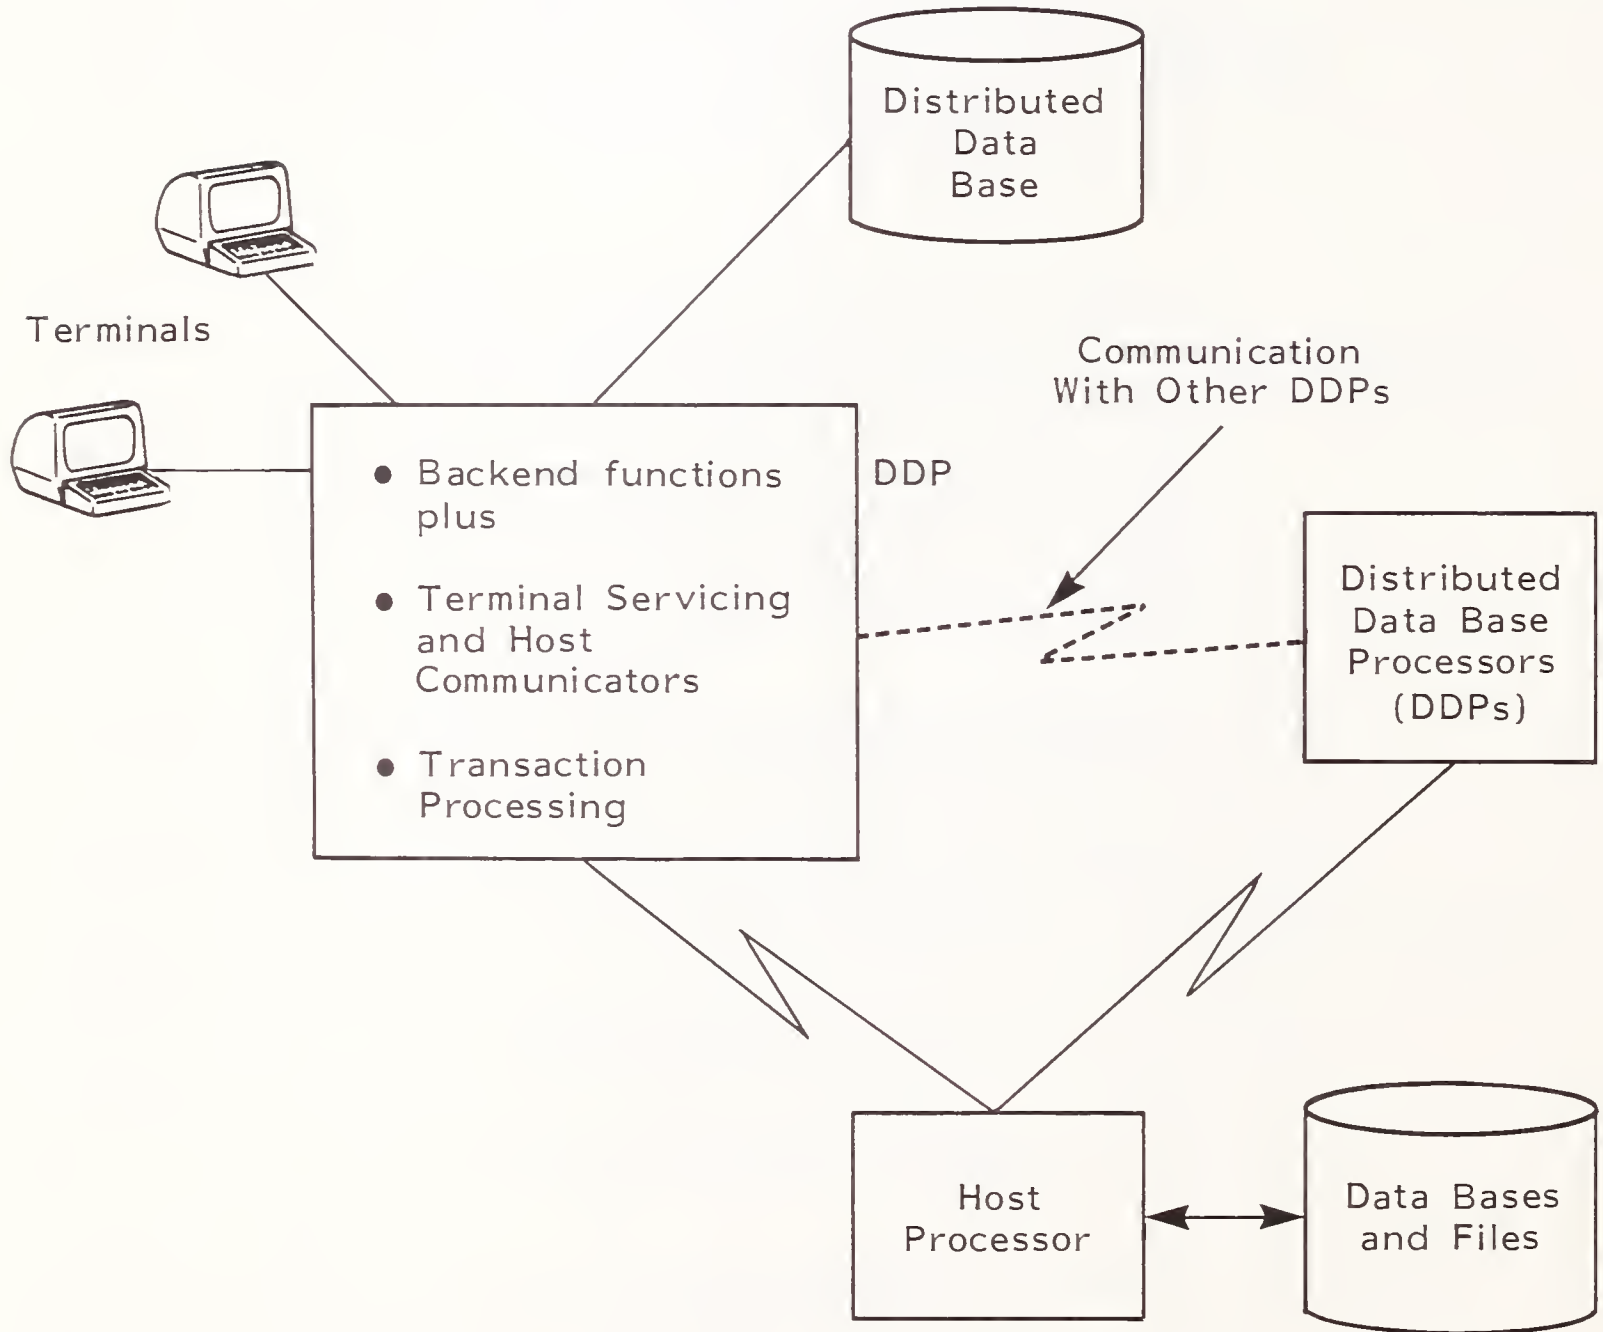 Distributed
Data
Base
Terminals
Communication
With Other DDPs
● Backend functions
plus
● Terminal Servicing
and Host
Communicators
● Transaction
Processing
DDP
Distributed
Data Base
Processors
(DDPs)
Host
Processor
Data Bases
and Files